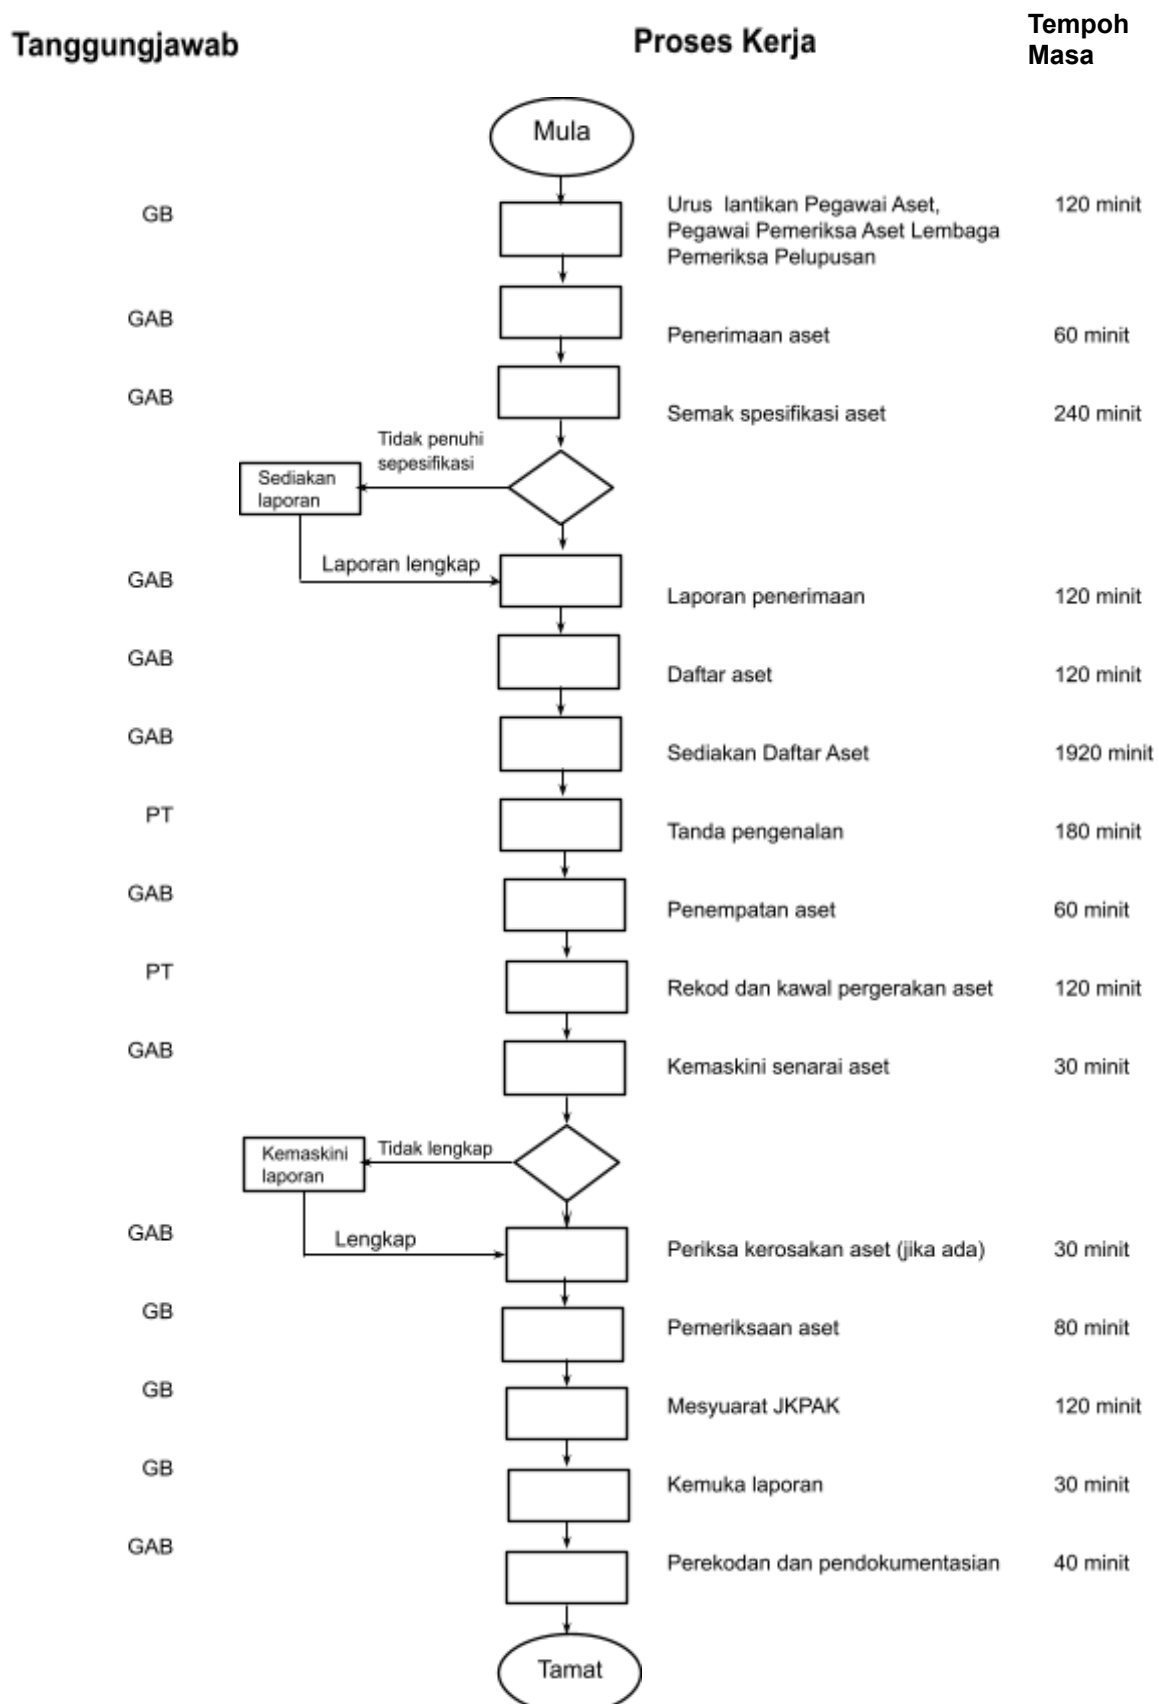 Tanggungjawab
Proses Kerja
Tempoh
Masa
Mula
GB
Urus lantikan Pegawai Aset,
Pegawai Pemeriksa Aset Lembaga
Pemeriksa Pelupusan
120 minit
GAB
Penerimaan aset
60 minit
GAB
Semak spesifikasi aset
240 minit
Tidak penuhi
sepesifikasi
Sediakan
laporan
Laporan lengkap
GAB
Laporan penerimaan
120 minit
GAB
Daftar aset
120 minit
GAB
Sediakan Daftar Aset
1920 minit
PT
Tanda pengenalan
180 minit
GAB
Penempatan aset
60 minit
PT
Rekod dan kawal pergerakan aset
120 minit
GAB
Kemaskini senarai aset
30 minit
Tidak lengkap
Kemaskini
laporan
Lengkap
GAB
Periksa kerosakan aset (jika ada)
30 minit
GB
Pemeriksaan aset
80 minit
GB
Mesyuarat JKPAK
120 minit
GB
Kemuka laporan
30 minit
GAB
Perekodan dan pendokumentasian
40 minit
Tamat